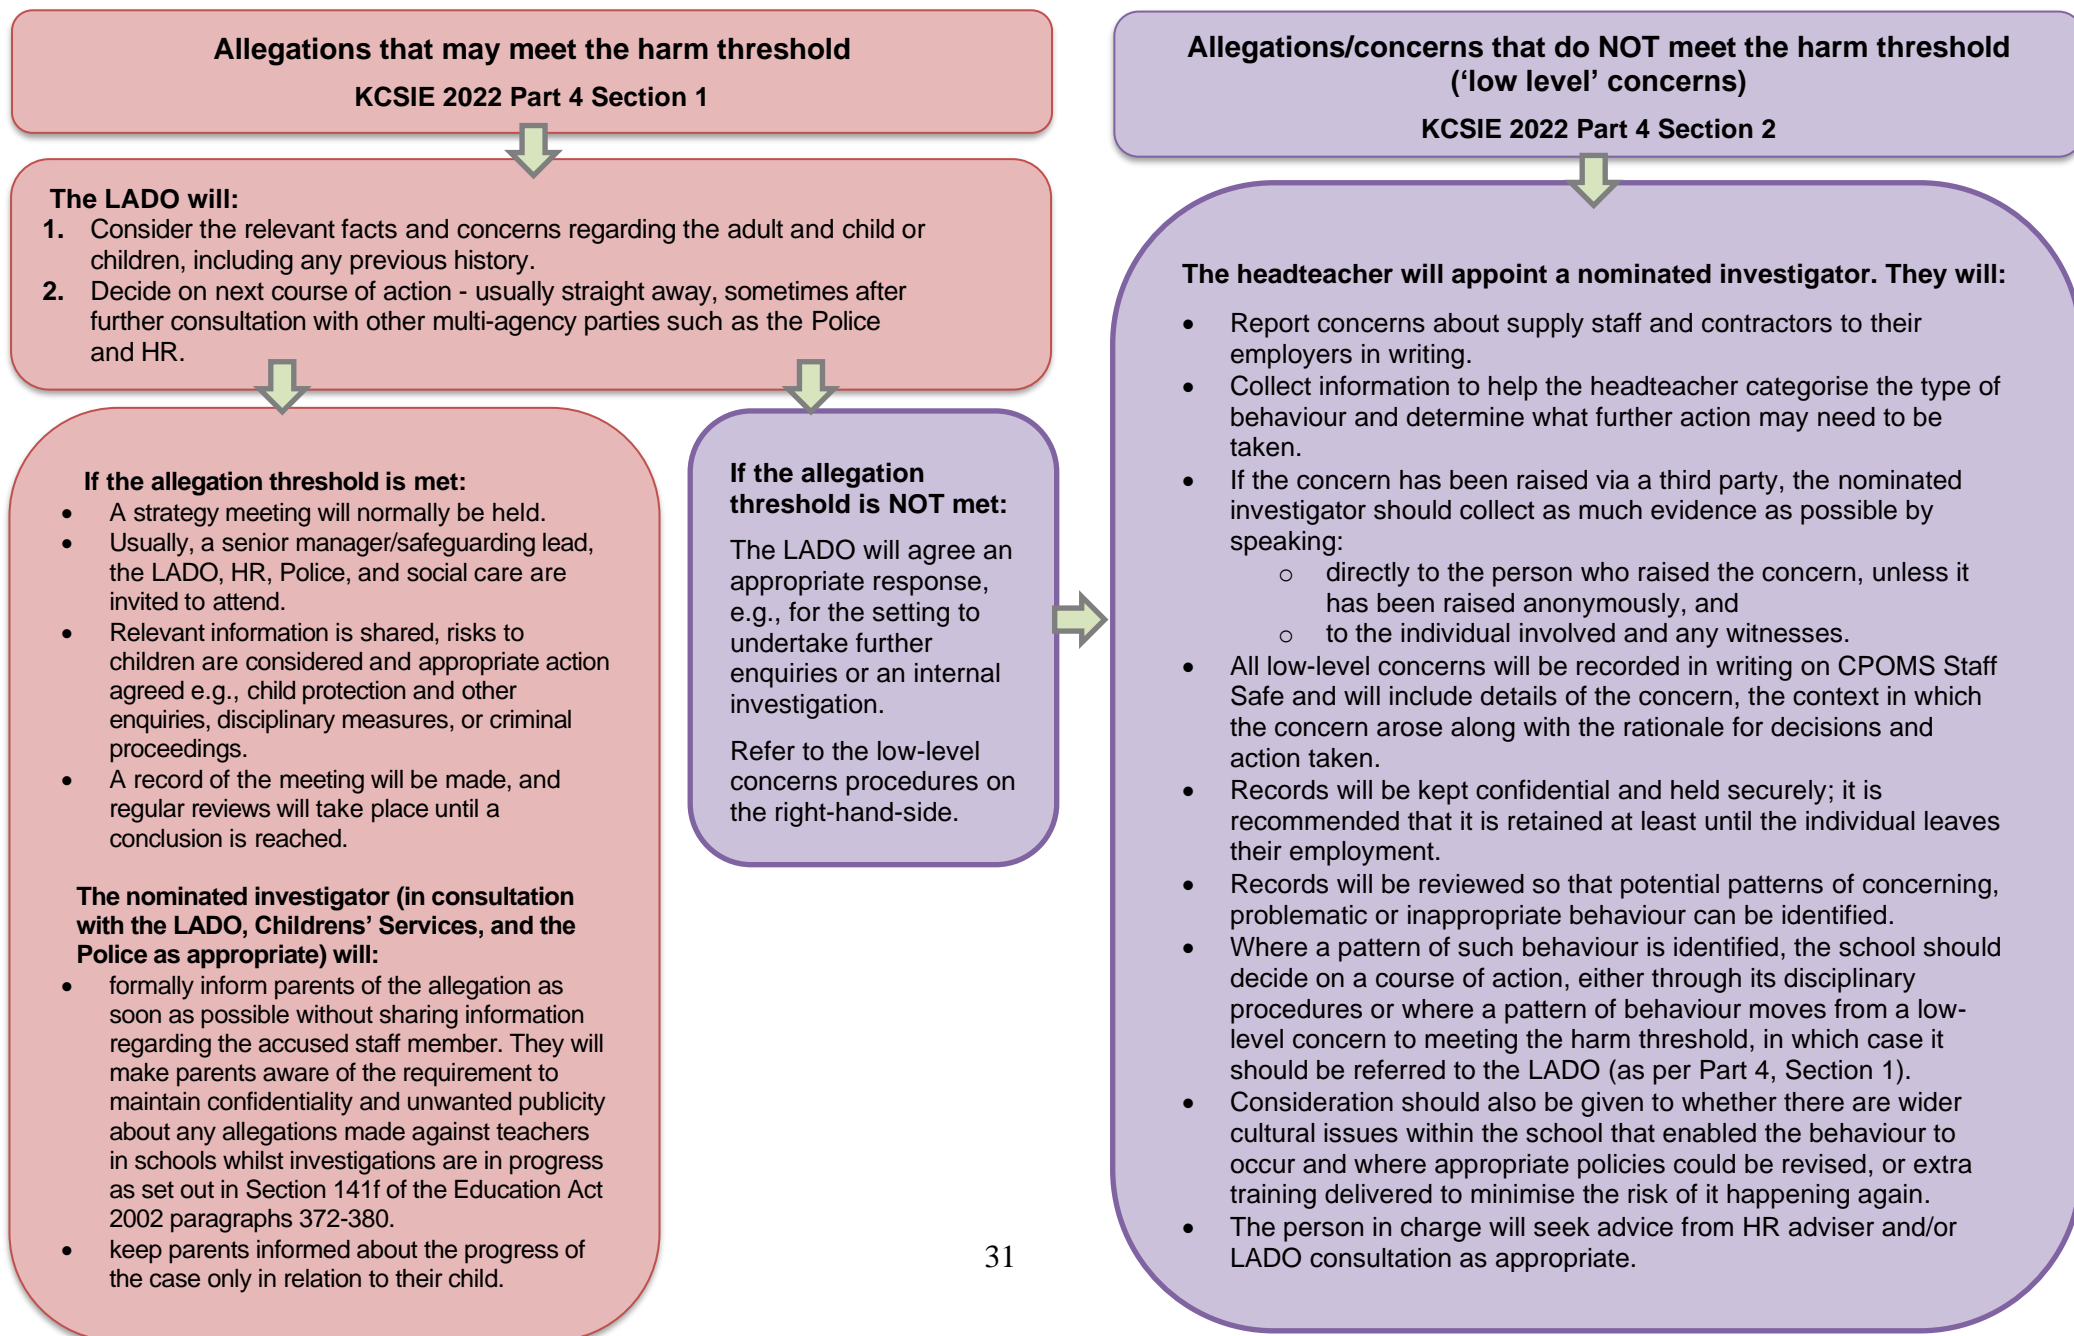 Allegations that may meet the harm threshold
KCSIE 2022 Part 4 Section 1
The LADO will:
1. Consider the relevant facts and concerns regarding the adult and child or
children, including any previous history.
2. Decide on next course of action - usually straight away, sometimes after
further consultation with other multi-agency parties such as the Police
and HR.
If the allegation threshold is met:
• A strategy meeting will normally be held.
• Usually, a senior manager/safeguarding lead,
the LADO, HR, Police, and social care are
invited to attend.
• Relevant information is shared, risks to
children are considered and appropriate action
agreed e.g., child protection and other
enquiries, disciplinary measures, or criminal
proceedings.
• A record of the meeting will be made, and
regular reviews will take place until a
conclusion is reached.
The nominated investigator (in consultation
with the LADO, Childrens’ Services, and the
Police as appropriate) will:
• formally inform parents of the allegation as
soon as possible without sharing information
regarding the accused staff member. They will
make parents aware of the requirement to
maintain confidentiality and unwanted publicity
about any allegations made against teachers
in schools whilst investigations are in progress
as set out in Section 141f of the Education Act
2002 paragraphs 372-380.
• keep parents informed about the progress of
the case only in relation to their child.
If the allegation
threshold is NOT met:
The LADO will agree an
appropriate response,
e.g., for the setting to
undertake further
enquiries or an internal
investigation.
Refer to the low-level
concerns procedures on
the right-hand-side.
Allegations/concerns that do NOT meet the harm threshold
(‘low level’ concerns)
KCSIE 2022 Part 4 Section 2
The headteacher will appoint a nominated investigator. They will:
• Report concerns about supply staff and contractors to their
employers in writing.
• Collect information to help the headteacher categorise the type of
behaviour and determine what further action may need to be
taken.
• If the concern has been raised via a third party, the nominated
investigator should collect as much evidence as possible by
speaking:
o directly to the person who raised the concern, unless it
has been raised anonymously, and
o to the individual involved and any witnesses.
• All low-level concerns will be recorded in writing on CPOMS Staff
Safe and will include details of the concern, the context in which
the concern arose along with the rationale for decisions and
action taken.
• Records will be kept confidential and held securely; it is
recommended that it is retained at least until the individual leaves
their employment.
• Records will be reviewed so that potential patterns of concerning,
problematic or inappropriate behaviour can be identified.
• Where a pattern of such behaviour is identified, the school should
decide on a course of action, either through its disciplinary
procedures or where a pattern of behaviour moves from a low-
level concern to meeting the harm threshold, in which case it
should be referred to the LADO (as per Part 4, Section 1).
• Consideration should also be given to whether there are wider
cultural issues within the school that enabled the behaviour to
occur and where appropriate policies could be revised, or extra
training delivered to minimise the risk of it happening again.
• The person in charge will seek advice from HR adviser and/or
LADO consultation as appropriate.
31